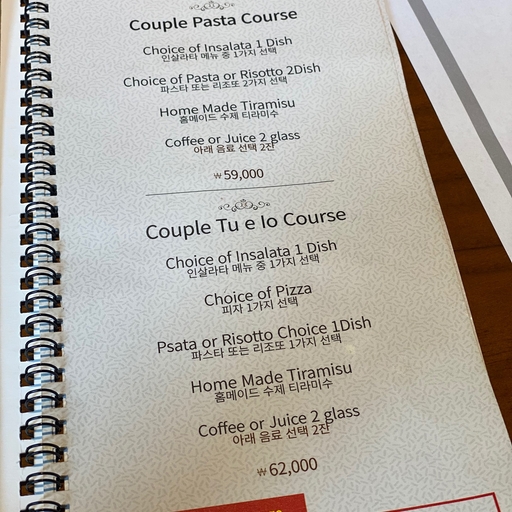 Couple Pasta Course
Choice of Insalata 1 Dish
인살라타 메뉴 중 1가지 선택
Choice of Pasta or Risotto 2Dish
파스타 또는 리조또 2가지 선택
Home Made Tiramisu
홈메이드 수제 티라미수
Coffee or Juice 2 glass
아래 음료 선택 2잔
₩59,000
Couple Tu e Io Course
Choice of Insalata 1 Dish
인살라타 메뉴 중 1가지 선택
Choice of Pizza
피자 1가지 선택
Psata or Risotto Choice 1Dish
파스타 또는 리조또 1가지 선택
Home Made Tiramisu
홈메이드 수제 티라미수
Coffee or Juice 2 glass
아래 음료 선택 2잔
₩62,000